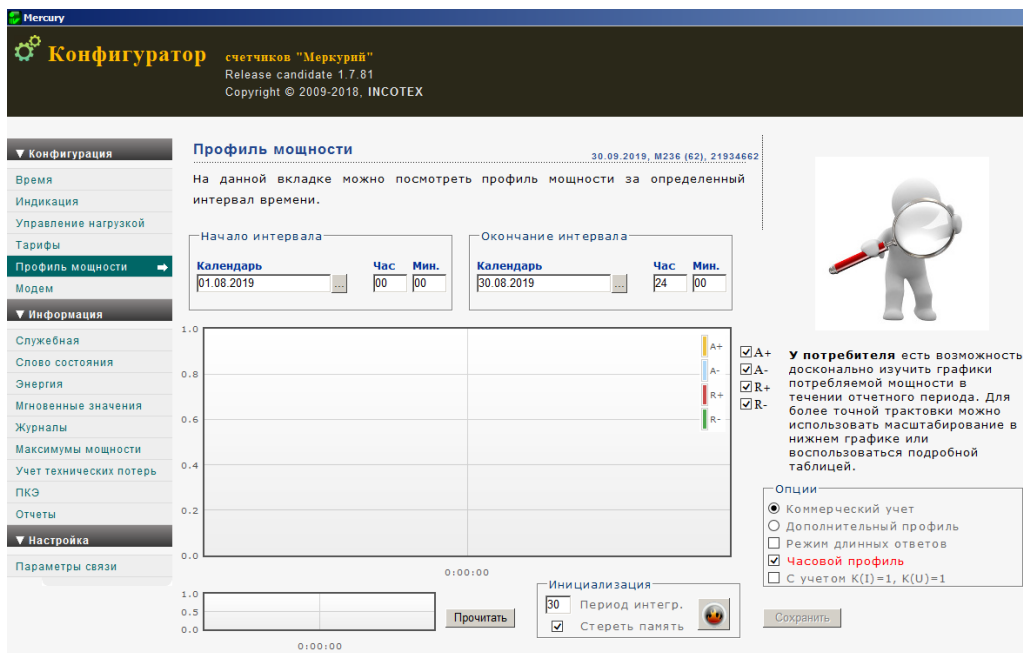 Mercury
Конфигуратор
счетчиков "Меркурий"
Release candidate 1.7.81
Copyright © 2009-2018, INCOTEX
▼ Конфигурация
Время
Индикация
Управление нагрузкой
Тарифы
Профиль мощности
Модем
▼ Информация
Служебная
Слово состояния
Энергия
Мгновенные значения
Журналы
Максимумы мощности
Учет технических потерь
ПКЭ
Отчеты
▼ Настройка
Параметры связи
Профиль мощности
30.09.2019, M236 (62), 21934662
На данной вкладке можно посмотреть профиль мощности за определенный
интервал времени.
Начало интервала
Календарь Час Мин.
01.08.2019 ... 00 00
Окончание интервала
Календарь Час Мин.
30.08.2019 ... 24 00
1.0
0.8
0.6
0.4
0.2
0.0
0:00:00
A+
A-
R+
R-
A+
A-
R+
R-
1.0
0.5
0.0
0:00:00
Прочитать
Инициализация
30 Период интегр.
Стереть память
У потребителя есть возможность
досконально изучить графики
потребляемой мощности в
течении отчетного периода. Для
более точной трактовки можно
использовать масштабирование в
нижнем графике или
воспользоваться подробной
таблицей.
Опции
Коммерческий учет
Дополнительный профиль
Режим длинных ответов
Часовой профиль
С учетом K(I)=1, K(U)=1
Сохранить